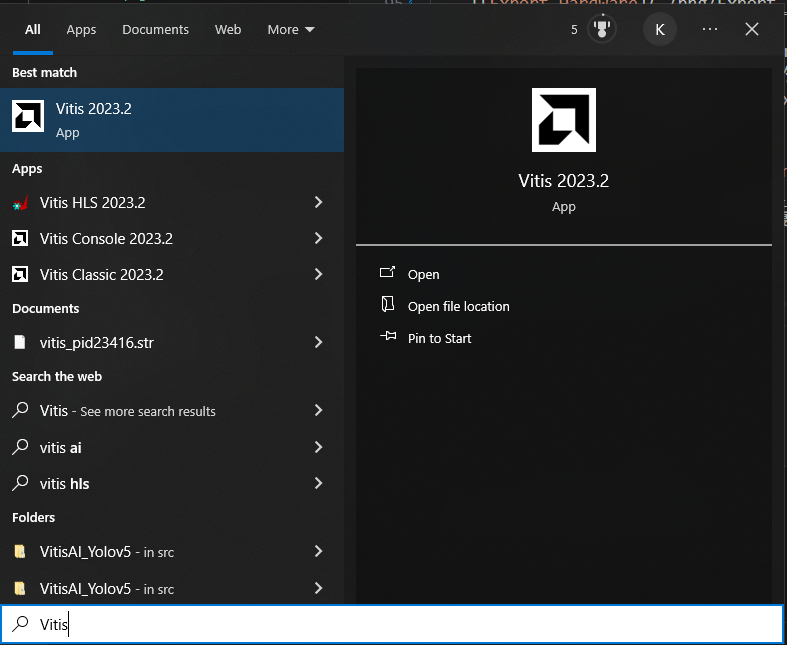 All Apps Documents Web More 5 K ...
Best match
Vitis 2023.2
App
Apps
Vitis HLS 2023.2
Vitis Console 2023.2
Vitis Classic 2023.2
Documents
vitis_pid23416.str
Search the web
Vitis - See more search results
vitis ai
vitis hls
Folders
VitisAI_Yolov5 - in src
VitisAI_Yolov5 - in src
Vitis
Vitis 2023.2
App
Open
Open file location
Pin to Start